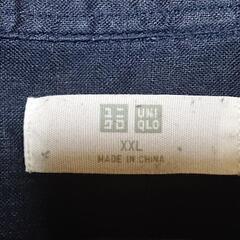 ユニ UNI
クロ QLO
XXL
MADE IN CHINA